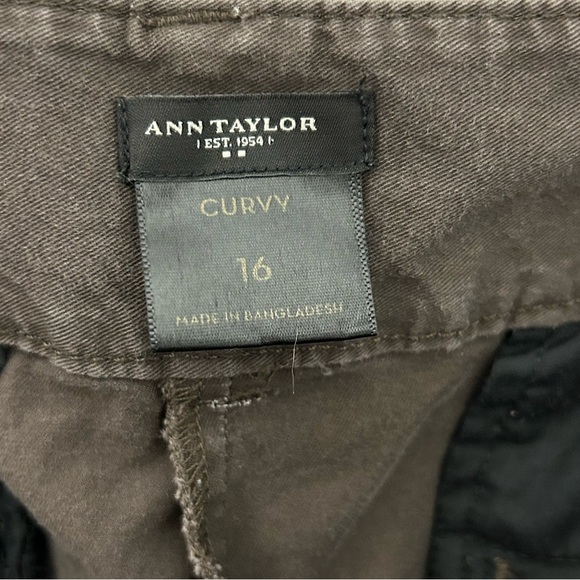 ANN TAYLOR
EST. 1954
CURVY
16
MADE IN BANGLADESH